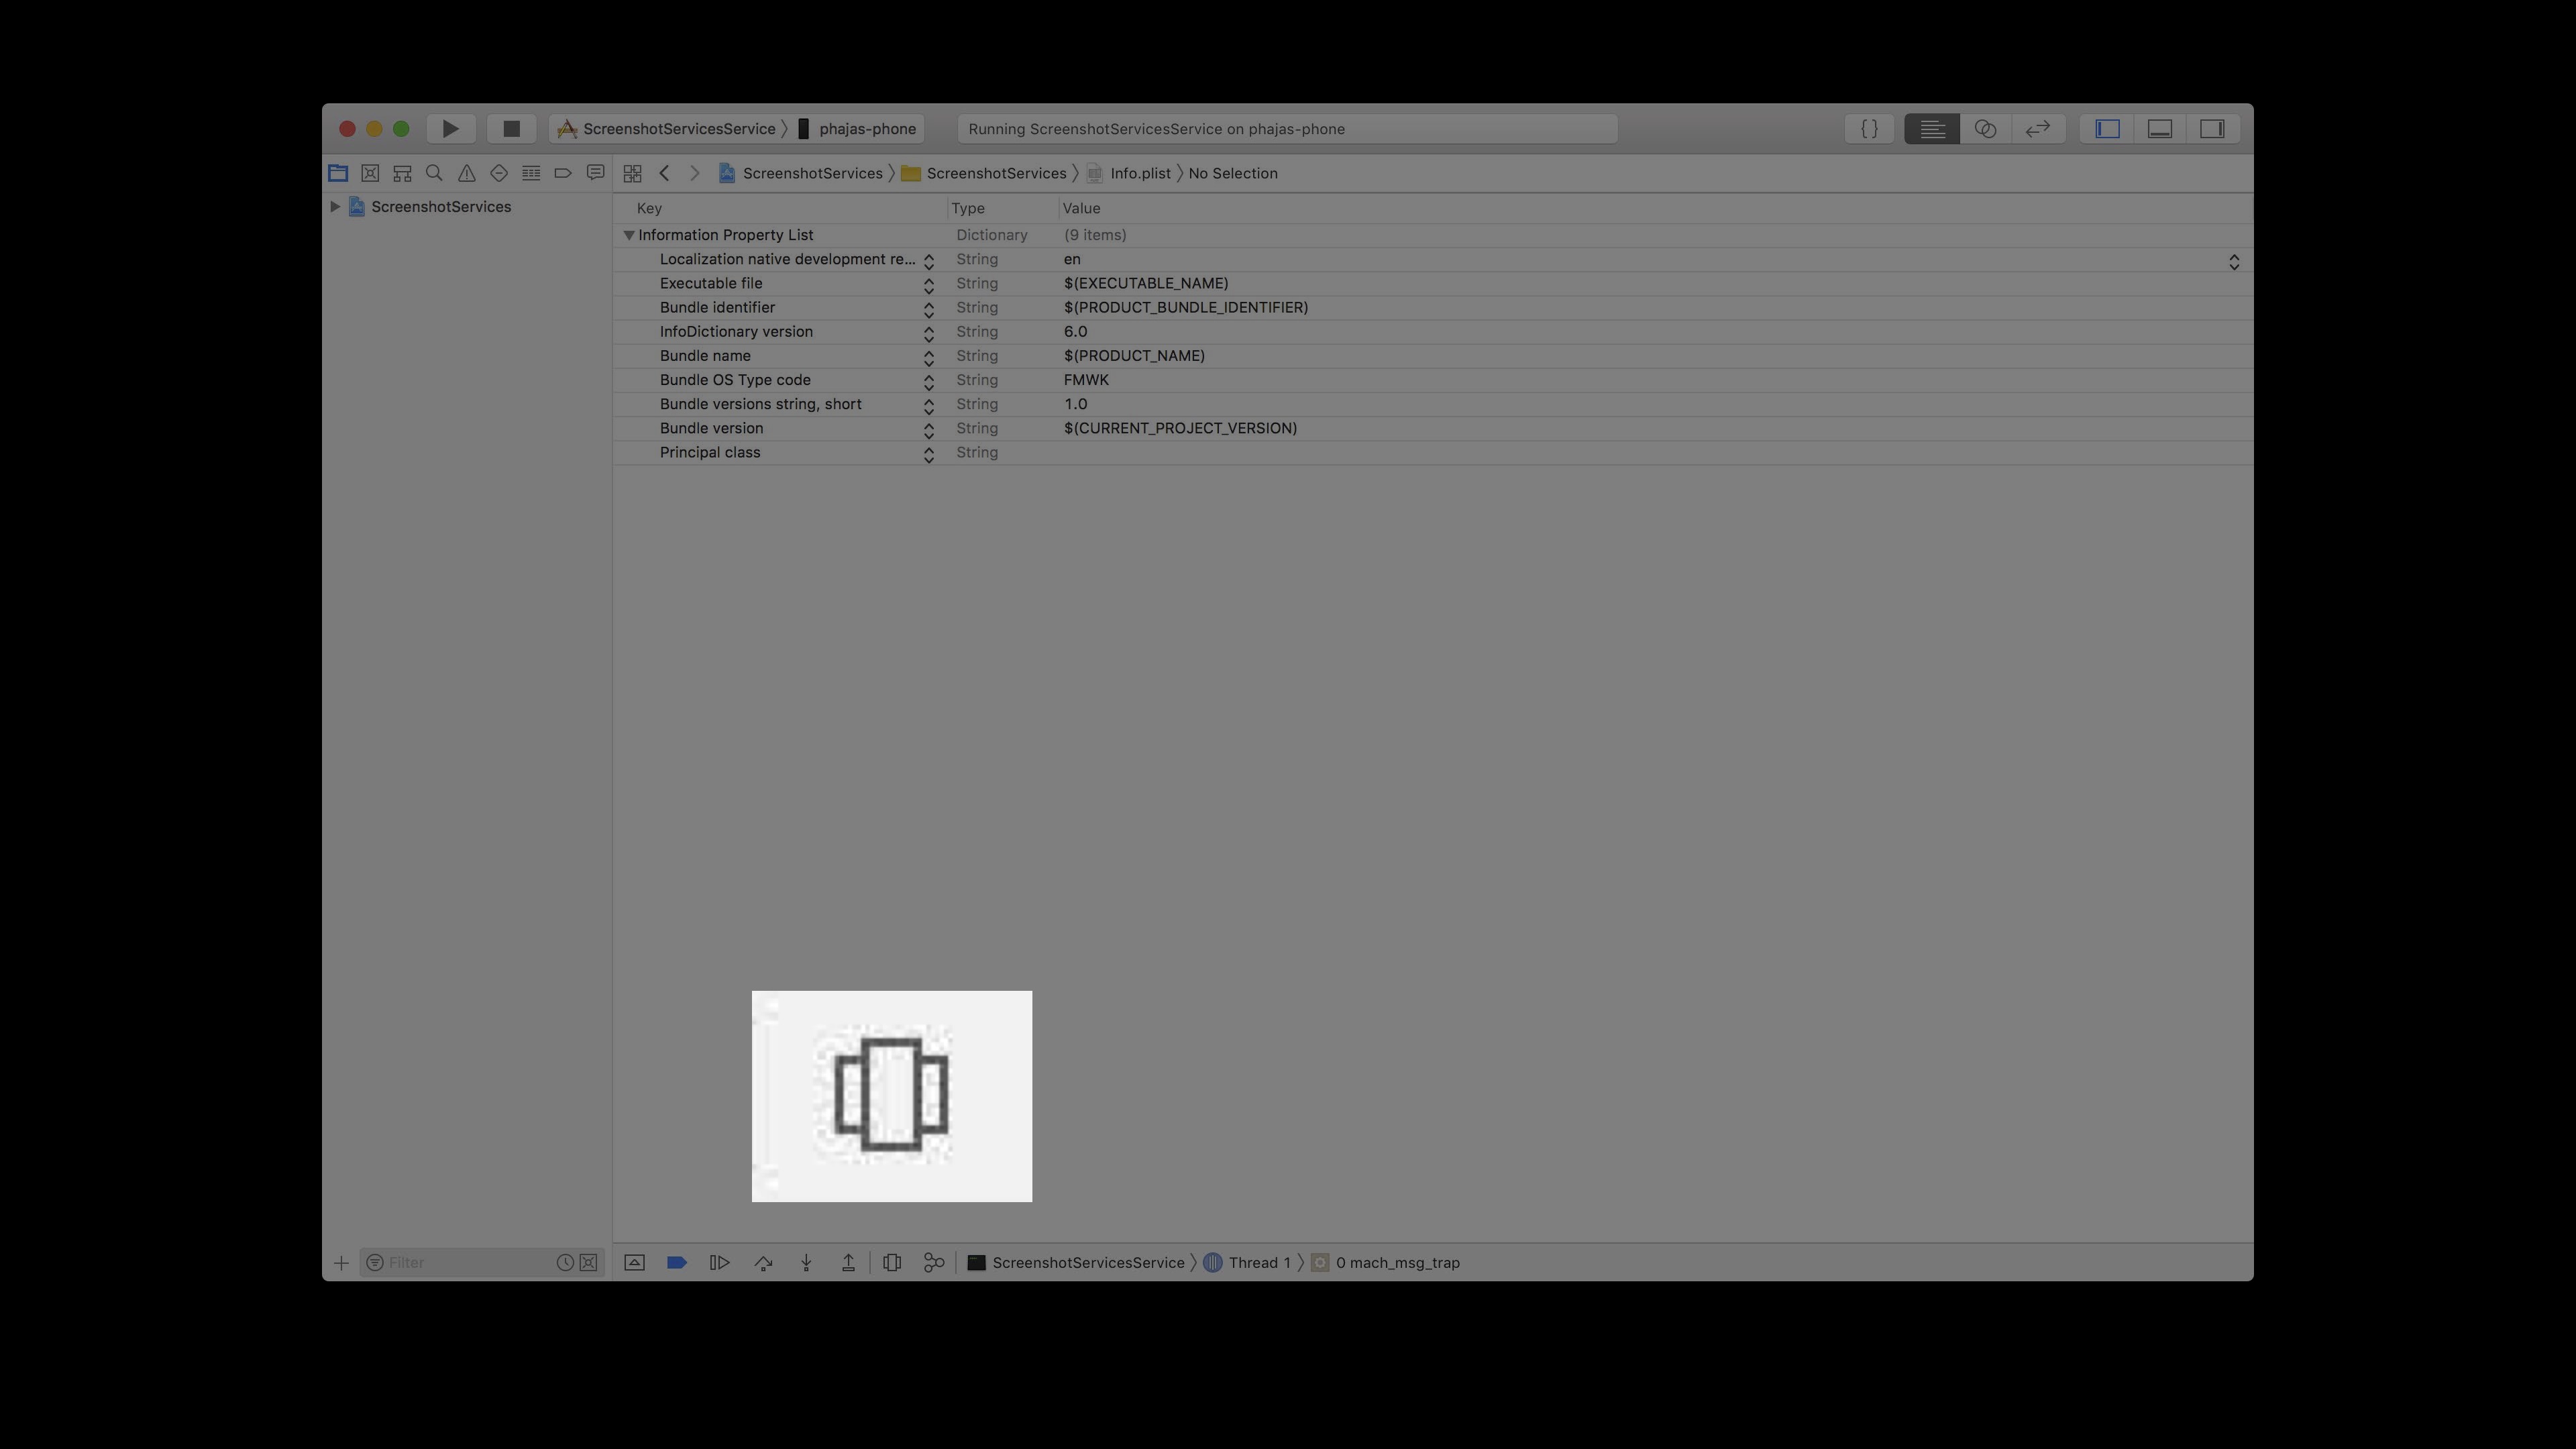 ScreenshotServicesService 〉 phajas-phone
Running ScreenshotServicesService on phajas-phone
{ }
ScreenshotServices 〉 ScreenshotServices 〉 Info.plist 〉 No Selection
ScreenshotServices
Key Type Value
Information Property List Dictionary (9 items)
Localization native development re... String en
Executable file String $(EXECUTABLE_NAME)
Bundle identifier String $(PRODUCT_BUNDLE_IDENTIFIER)
InfoDictionary version String 6.0
Bundle name String $(PRODUCT_NAME)
Bundle OS Type code String FMWK
Bundle versions string, short String 1.0
Bundle version String $(CURRENT_PROJECT_VERSION)
Principal class String
Filter
ScreenshotServicesService 〉 Thread 1 〉 0 mach_msg_trap